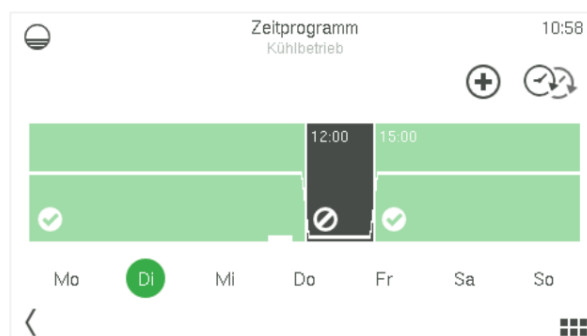 Zeitprogramm 10:58
Kühlbetrieb
12:00 15:00
Mo Di Mi Do Fr Sa So